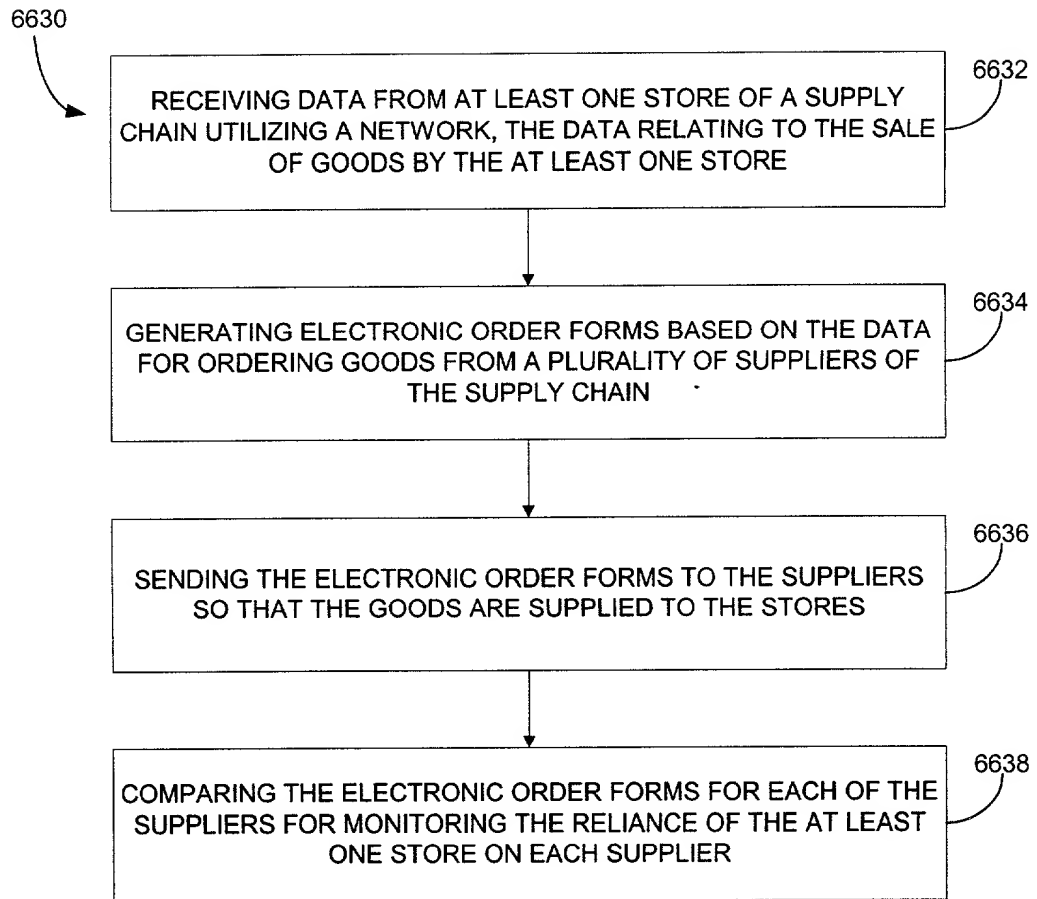 6630
6632
RECEIVING DATA FROM AT LEAST ONE STORE OF A SUPPLY
CHAIN UTILIZING A NETWORK, THE DATA RELATING TO THE SALE
OF GOODS BY THE AT LEAST ONE STORE
6634
GENERATING ELECTRONIC ORDER FORMS BASED ON THE DATA
FOR ORDERING GOODS FROM A PLURALITY OF SUPPLIERS OF
THE SUPPLY CHAIN
6636
SENDING THE ELECTRONIC ORDER FORMS TO THE SUPPLIERS
SO THAT THE GOODS ARE SUPPLIED TO THE STORES
6638
COMPARING THE ELECTRONIC ORDER FORMS FOR EACH OF THE
SUPPLIERS FOR MONITORING THE RELIANCE OF THE AT LEAST
ONE STORE ON EACH SUPPLIER